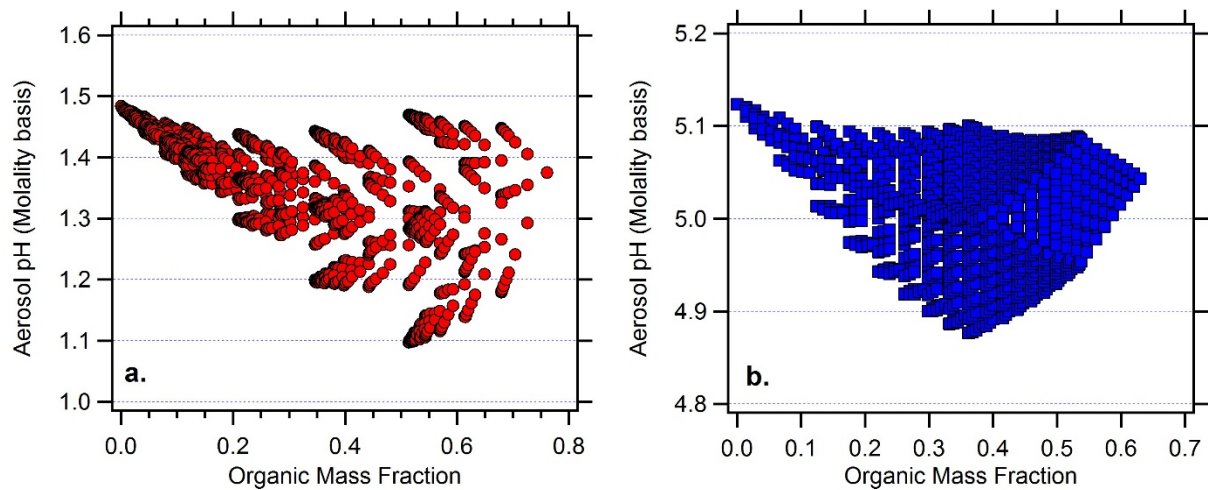 1.6
1.5
1.4
1.3
1.2
1.1
1.0
Aerosol pH (Molality basis)
a.
0.0 0.2 0.4 0.6 0.8
Organic Mass Fraction
5.2
5.1
5.0
4.9
4.8
Aerosol pH (Molality basis)
b.
0.0 0.1 0.2 0.3 0.4 0.5 0.6 0.7
Organic Mass Fraction